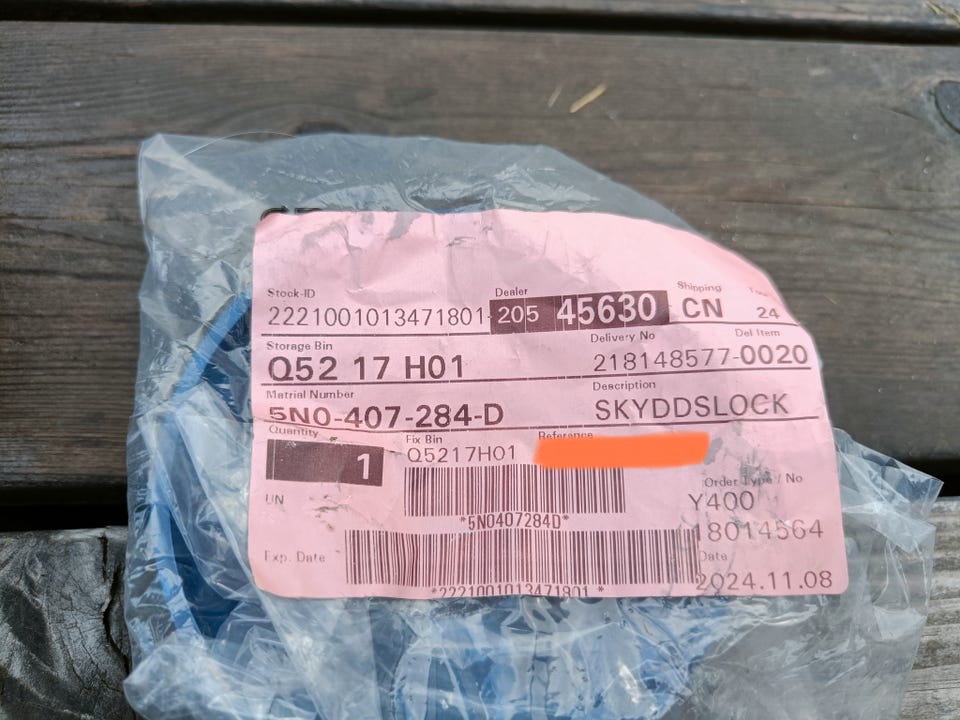 Stock-ID Dealer Shipping
2221001013471801 205 45630 CN 24
Storage Bin Delivery No Del Item
Q52 17 H01 218148577-0020
Matrial Number Description
5N0-407-284-D SKYDDSLOCK
Quantity Fix Bin Reference
1 Q5217H01
UN Order Type / No
Y400
*5N0407284D* 18014564
Exp. Date Date
*2221001013471801* 2024.11.08